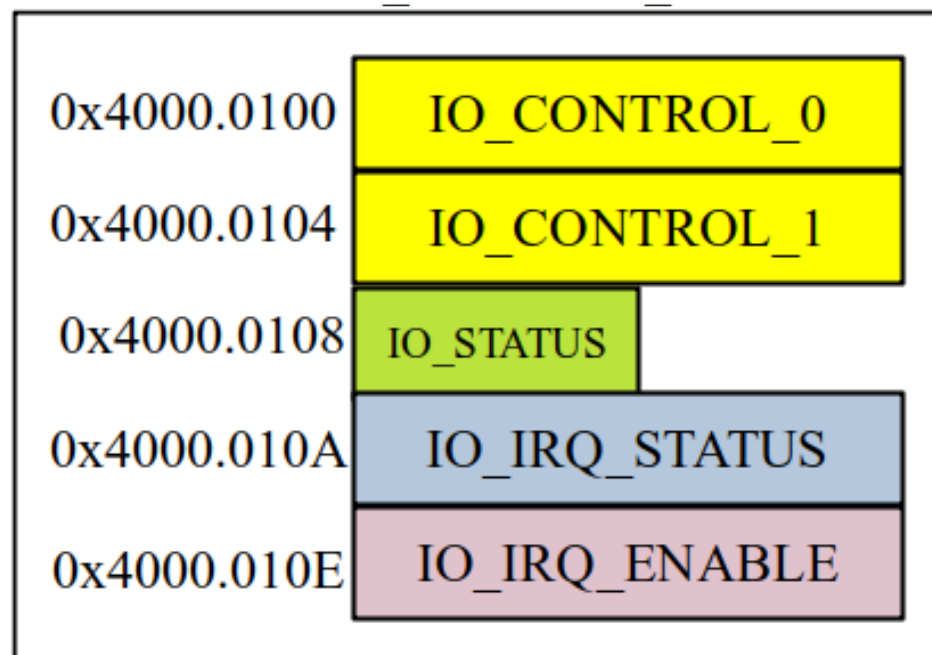 0x4000.0100 IO_CONTROL_0
0x4000.0104 IO_CONTROL_1
0x4000.0108 IO_STATUS
0x4000.010A IO_IRQ_STATUS
0x4000.010E IO_IRQ_ENABLE